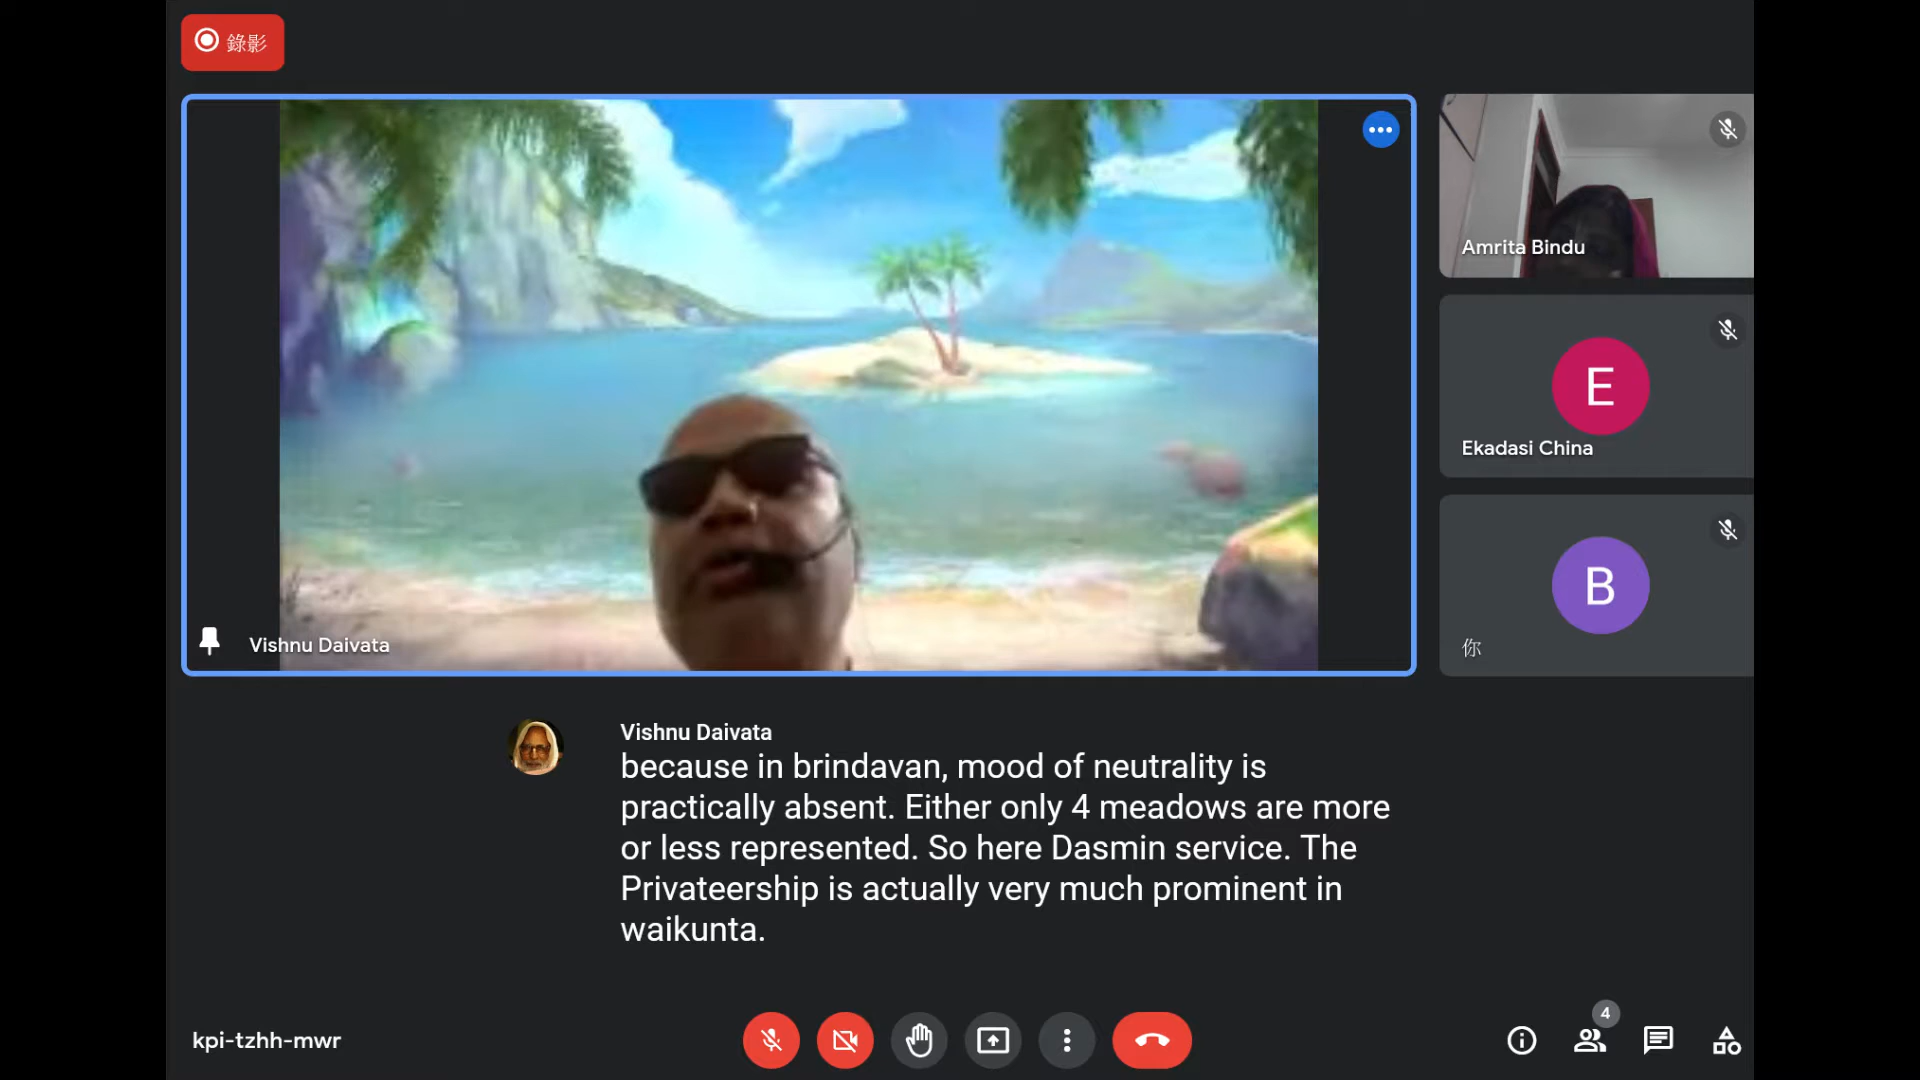 錄影
Amrita Bindu
E
Ekadasi China
B
你
Vishnu Daivata
Vishnu Daivata
because in brindavan, mood of neutrality is
practically absent. Either only 4 meadows are more
or less represented. So here Dasmin service. The
Privateership is actually very much prominent in
waikunta.
kpi-tzhh-mwr
4